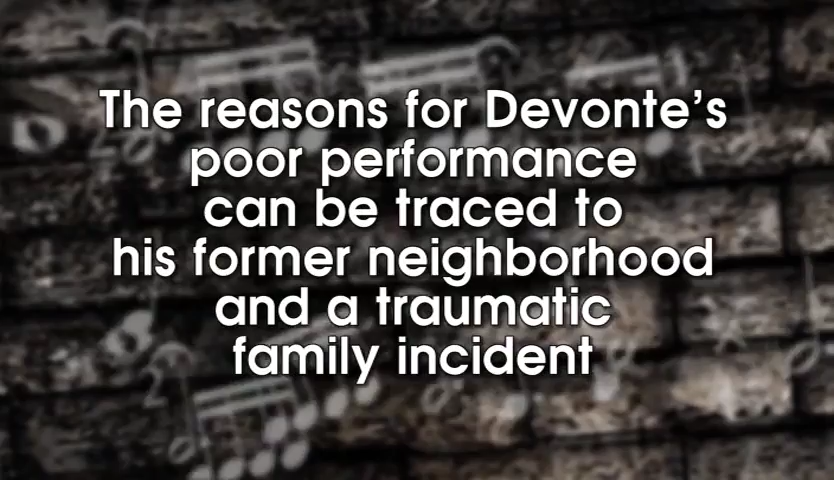 The reasons for Devonte’s
poor performance
can be traced to
his former neighborhood
and a traumatic
family incident